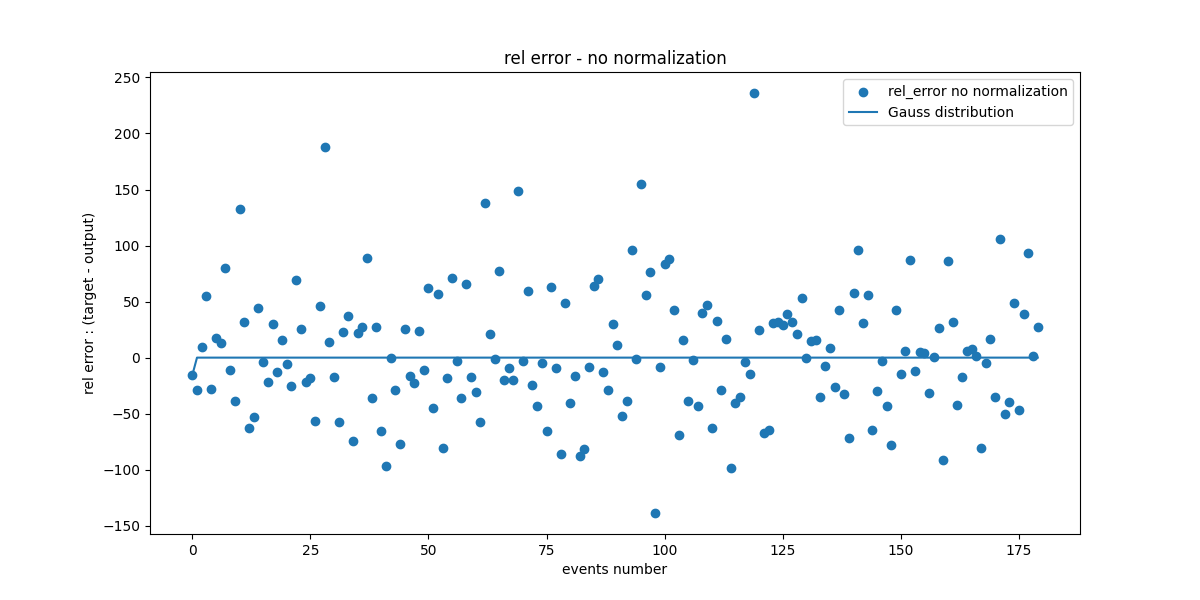 rel error - no normalization
250
200
150
100
50
0
−50
−100
−150
rel error : (target - output)
rel_error no normalization
Gauss distribution
0 25 50 75 100 125 150 175
events number